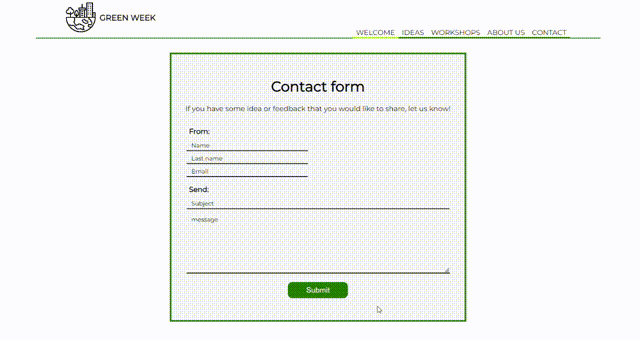 GREEN WEEK
WELCOME IDEAS WORKSHOPS ABOUT US CONTACT
Contact form
If you have some idea or feedback that you would like to share, let us know!
From:
Name
Last name
Email
Send:
Subject
message
Submit